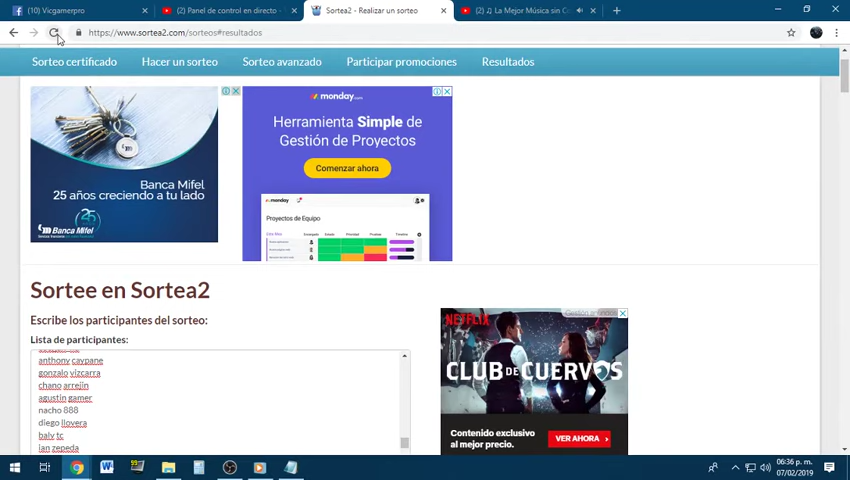 (10) Vicgamerpro
(2) Panel de control en directo -
Sortea2 - Realizar un sorteo
(2) ♫ La Mejor Música sin Co
https://www.sortea2.com/sorteos#resultados
Sorteo certificado
Hacer un sorteo
Sorteo avanzado
Participar promociones
Resultados
Banca Mifel
25 años creciendo a tu lado
monday.com
Herramienta Simple de
Gestión de Proyectos
Comenzar ahora
monday.com
Proyectos de Equipo
Sortee en Sortea2
Escribe los participantes del sorteo:
Lista de participantes:
anthony caypane
gonzalo vizcarra
chano arrejin
agustin gamer
nacho 888
diego llovera
baly tc
ian zepeda
NETFLIX
CLUB DE CUERVOS
Contenido exclusivo
al mejor precio.
VER AHORA
06:36 p. m.
07/02/2019